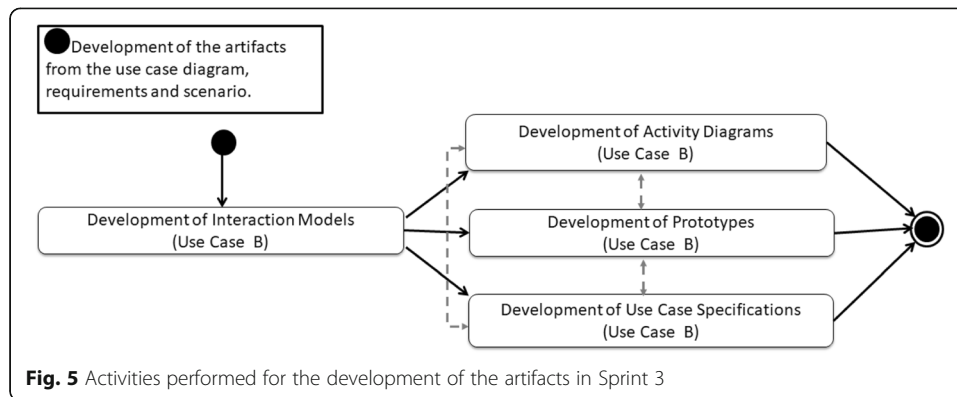 Development of the artifacts
from the use case diagram,
requirements and scenario.
Development of Activity Diagrams
(Use Case B)
Development of Interaction Models
(Use Case B)
Development of Prototypes
(Use Case B)
Development of Use Case Specifications
(Use Case B)
Fig. 5 Activities performed for the development of the artifacts in Sprint 3